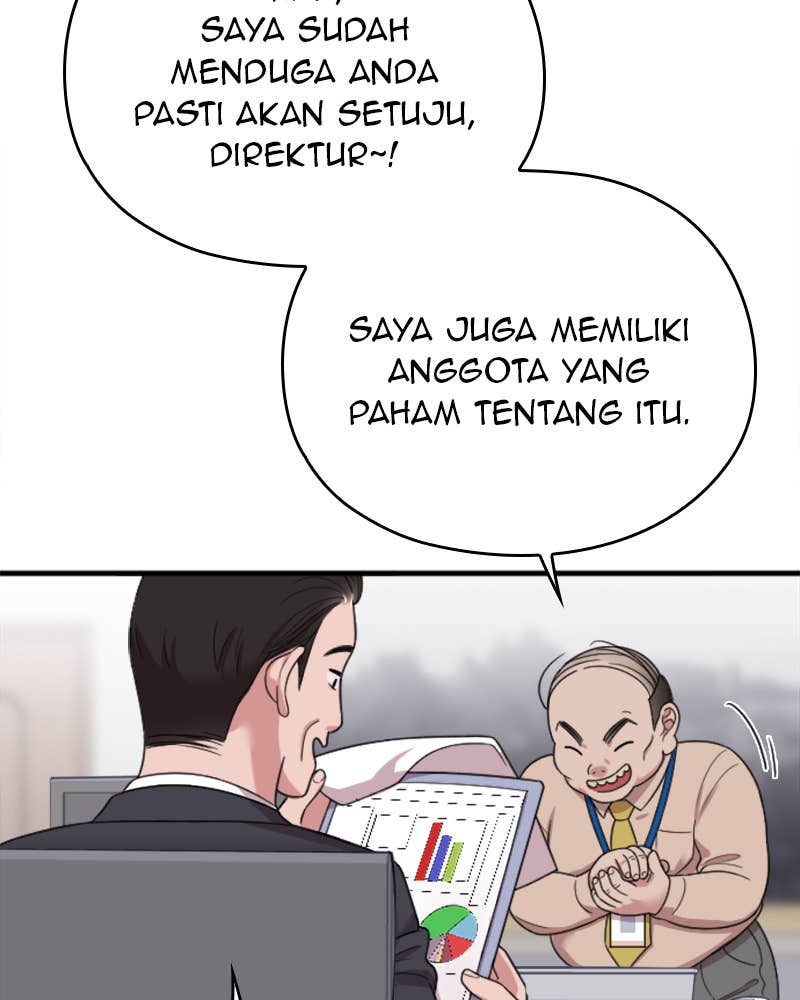 SAYA SUDAH
MENDUGA ANDA
PASTI AKAN SETUJU,
DIREKTUR~!
SAYA JUGA MEMILIKI
ANGGOTA YANG
PAHAM TENTANG ITU.